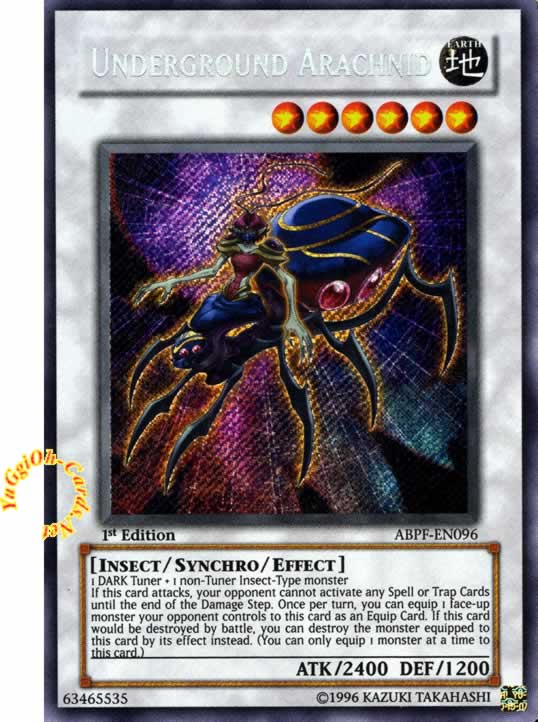 UNDERGROUND ARACHNID
EARTH
地
YuGgiOh-Cards.Net
1st Edition
ABPF-EN096
[INSECT/SYNCHRO/EFFECT]
1 DARK Tuner + 1 non-Tuner Insect-Type monster
If this card attacks, your opponent cannot activate any Spell or Trap Cards
until the end of the Damage Step. Once per turn, you can equip 1 face-up
monster your opponent controls to this card as an Equip Card. If this card
would be destroyed by battle, you can destroy the monster equipped to
this card by its effect instead. (You can only equip 1 monster at a time to
this card.)
ATK/2400 DEF/1200
63465535
©1996 KAZUKI TAKAHASHI